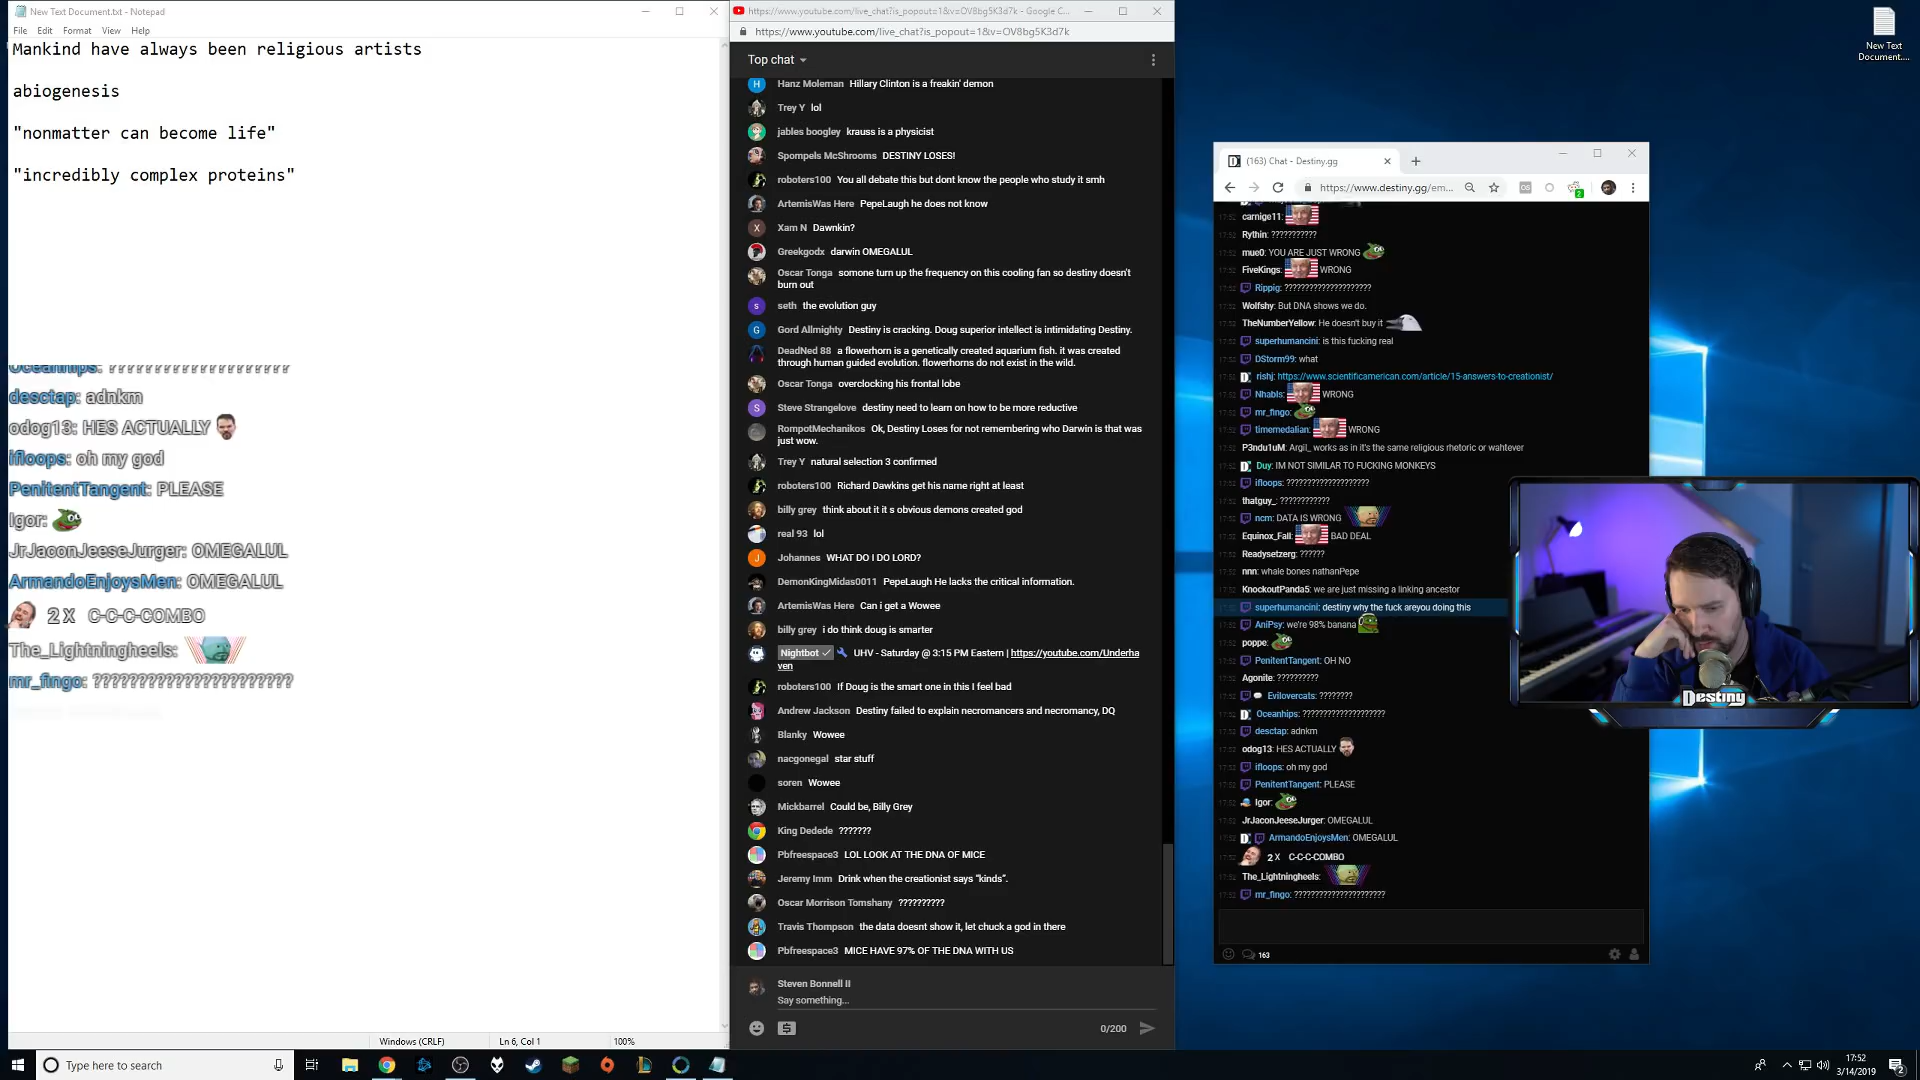 New Text Document.txt - Notepad
File Edit Format View Help
Mankind have always been religious artists
abiogenesis
"nonmatter can become life"
"incredibly complex proteins"
Oceanhips: ????????????????????
desctap: adnkm
odog13: HES ACTUALLY
ifloops: oh my god
PenitentTangent: PLEASE
Igor:
JrJaconJeeseJurger: OMEGALUL
ArmandoEnjoysMen: OMEGALUL
2 X C-C-C-COMBO
The_Lightningheels:
mr_fingo: ??????????????????????
Windows (CRLF) Ln 6, Col 1 100%
https://www.youtube.com/live_chat?is_popout=1&v=OV8bg5K3d7k - Google C...
https://www.youtube.com/live_chat?is_popout=1&v=OV8bg5K3d7k
Top chat
Hanz Moleman Hillary Clinton is a freakin' demon
Trey Y lol
jables boogley krauss is a physicist
Spompels McShrooms DESTINY LOSES!
roboters100 You all debate this but dont know the people who study it smh
ArtemisWas Here PepeLaugh he does not know
Xam N Dawnkin?
Greekgodx darwin OMEGALUL
Oscar Tonga somone turn up the frequency on this cooling fan so destiny doesn't
burn out
seth the evolution guy
Gord Allmighty Destiny is cracking. Doug superior intellect is intimidating Destiny.
DeadNed 88 a flowerhorn is a genetically created aquarium fish. it was created
through human guided evolution. flowerhorns do not exist in the wild.
Oscar Tonga overclocking his frontal lobe
Steve Strangelove destiny need to learn on how to be more reductive
RompotMechanikos Ok, Destiny Loses for not remembering who Darwin is that was
just wow.
Trey Y natural selection 3 confirmed
roboters100 Richard Dawkins get his name right at least
billy grey think about it it s obvious demons created god
real 93 lol
Johannes WHAT DO I DO LORD?
DemonKingMidas0011 PepeLaugh He lacks the critical information.
ArtemisWas Here Can i get a Wowee
billy grey i do think doug is smarter
Nightbot UHV - Saturday @ 3:15 PM Eastern | https://youtube.com/Underha
ven
roboters100 If Doug is the smart one in this I feel bad
Andrew Jackson Destiny failed to explain necromancers and necromancy, DQ
Blanky Wowee
nacgonegal star stuff
soren Wowee
Mickbarrel Could be, Billy Grey
King Dedede ???????
Pbfreespace3 LOL LOOK AT THE DNA OF MICE
Jeremy Imm Drink when the creationist says “kinds”.
Oscar Morrison Tomshany ??????????
Travis Thompson the data doesnt show it, let chuck a god in there
Pbfreespace3 MICE HAVE 97% OF THE DNA WITH US
Steven Bonnell II
Say something...
0/200
New Text
Document....
(163) Chat - Destiny.gg
https://www.destiny.gg/em...
carnige11:
Rythin: ???????????
mue0: YOU ARE JUST WRONG
FiveKings: WRONG
Rippig: ?????????????????????
Wolfshy: But DNA shows we do.
TheNumberYellow: He doesn't buy it
superhumancini: is this fucking real
DStorm99: what
rishj: https://www.scientificamerican.com/article/15-answers-to-creationist/
Nhabls: WRONG
mr_fingo:
timemedalian: WRONG
P3ndu1uM: Argil_ works as in it's the same religious rhetoric or wahtever
Duy: IM NOT SIMILAR TO FUCKING MONKEYS
ifloops: ????????????????????
thatguy_: ????????????
ncm: DATA IS WRONG
Equinox_Fall: BAD DEAL
Readysetzerg: ??????
nnn: whale bones nathanPepe
KnockoutPanda5: we are just missing a linking ancestor
superhumancini: destiny why the fuck areyou doing this
AniPsy: we're 98% banana
poppe:
PenitentTangent: OH NO
Agonite: ??????????
Evilovercats: ????????
Oceanhips: ????????????????????
desctap: adnkm
odog13: HES ACTUALLY
ifloops: oh my god
PenitentTangent: PLEASE
Igor:
JrJaconJeeseJurger: OMEGALUL
ArmandoEnjoysMen: OMEGALUL
2 X C-C-C-COMBO
The_Lightningheels:
mr_fingo: ??????????????????????
163
Destiny
Type here to search
17:52
3/14/2019